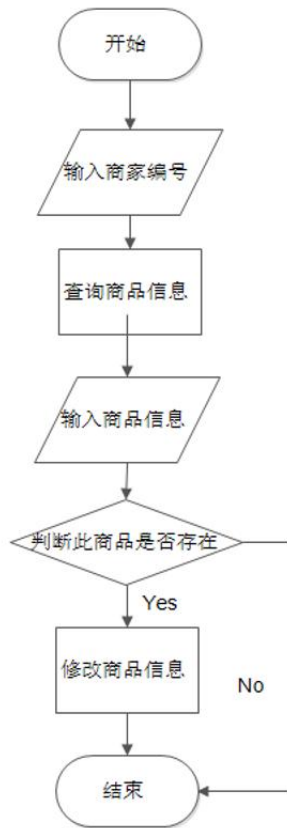 开始
输入商家编号
查询商品信息
输入商品信息
判断此商品是否存在
Yes
修改商品信息
No
结束